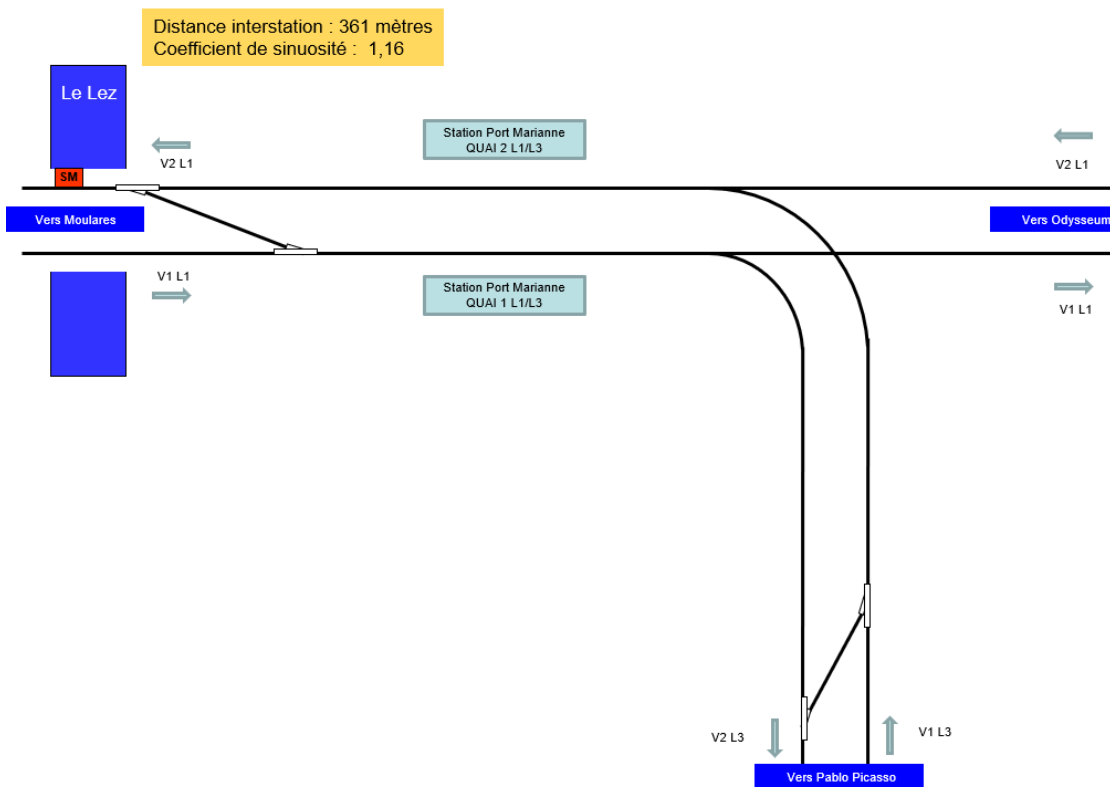 Distance interstation : 361 mètres
Coefficient de sinuosité : 1,16
Le Lez
Station Port Marianne
QUAI 2 L1/L3
V2 L1
V2 L1
SM
Vers Moulares
Vers Odysseum
V1 L1
Station Port Marianne
QUAI 1 L1/L3
V1 L1
V2 L3
V1 L3
Vers Pablo Picasso